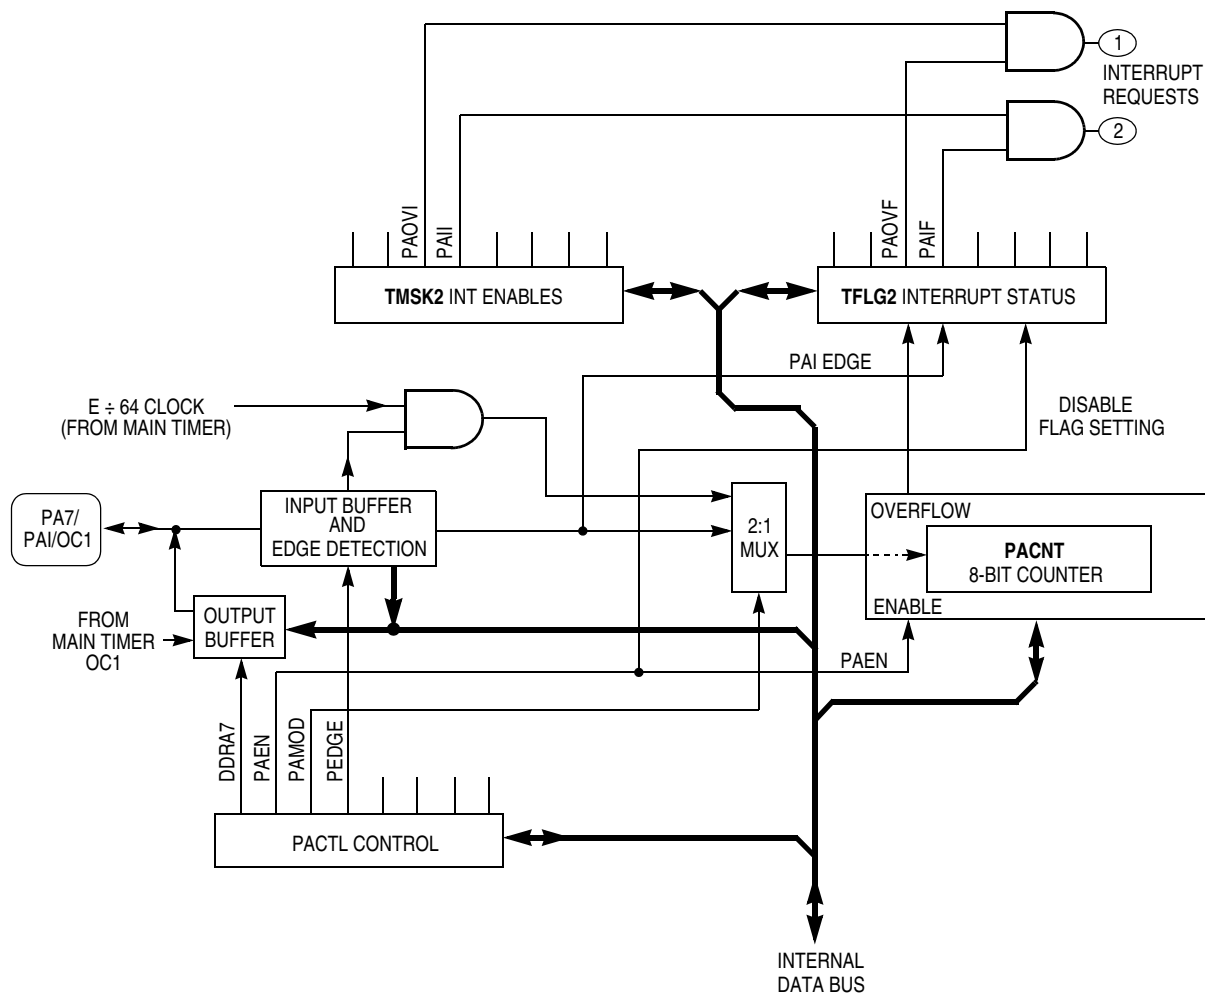 1
INTERRUPT
REQUESTS
2
PAOVI
PAII
PAOVF
PAIF
TMSK2 INT ENABLES
TFLG2 INTERRUPT STATUS
PAI EDGE
E ÷ 64 CLOCK
(FROM MAIN TIMER)
DISABLE
FLAG SETTING
PA7/
PAI/OC1
INPUT BUFFER
AND
EDGE DETECTION
2:1
MUX
OVERFLOW
PACNT
8-BIT COUNTER
ENABLE
FROM
MAIN TIMER
OC1
OUTPUT
BUFFER
PAEN
DDRA7
PAEN
PAMOD
PEDGE
PACTL CONTROL
INTERNAL
DATA BUS